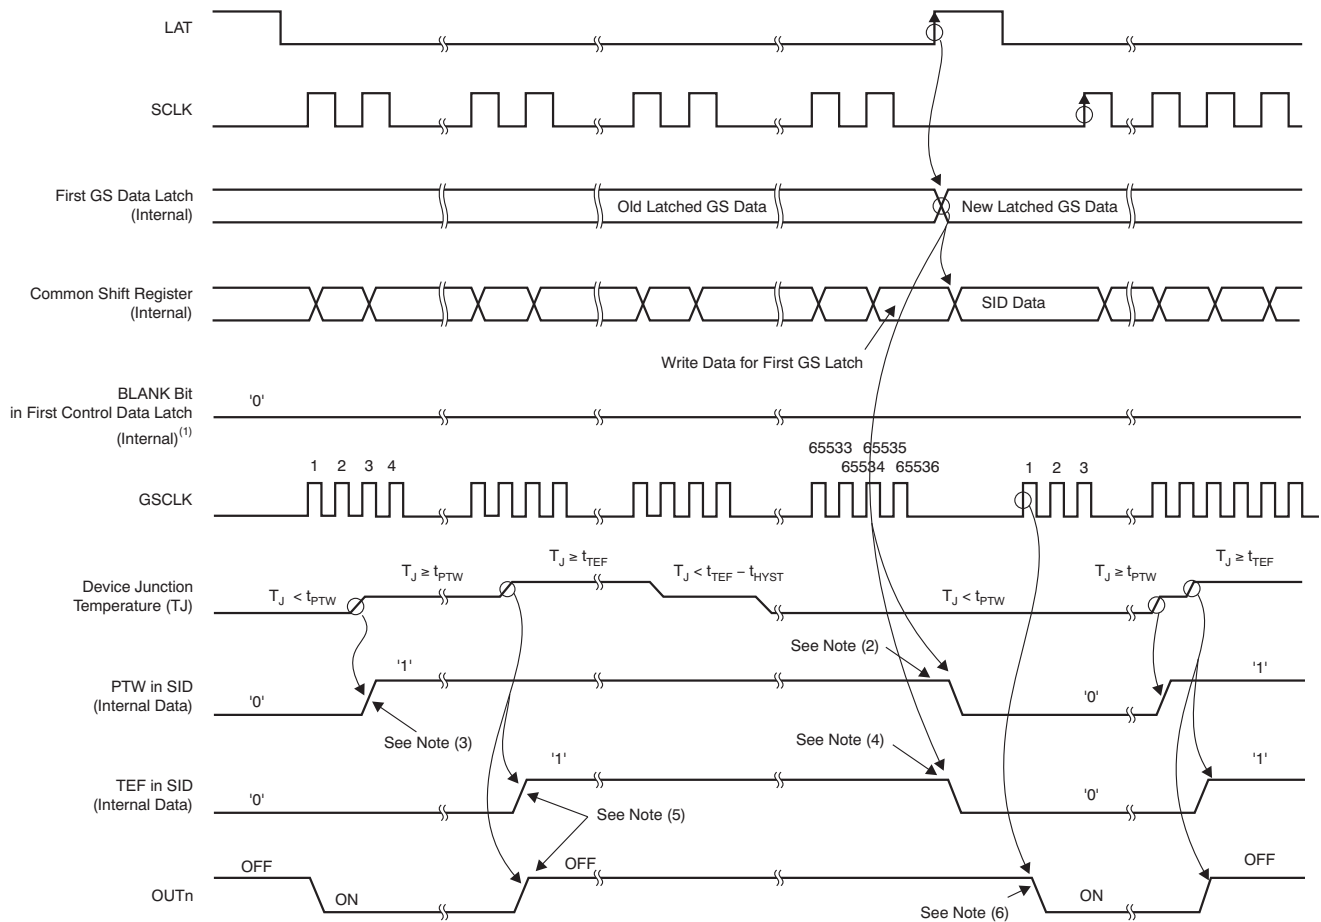 LAT
SCLK
First GS Data Latch
(Internal)
Old Latched GS Data
New Latched GS Data
Common Shift Register
(Internal)
SID Data
Write Data for First GS Latch
BLANK Bit
in First Control Data Latch
(Internal)(1)
'0'
65533 65535
65534 65536
1 2 3 4
1 2 3
GSCLK
Device Junction
Temperature (TJ)
TJ < tPTW
TJ ≥ tPTW
TJ ≥ tTEF
TJ < tTEF – tHYST
TJ < tPTW
TJ ≥ tPTW
TJ ≥ tTEF
See Note (2)
PTW in SID
(Internal Data)
'0'
'1'
'0'
'1'
See Note (3)
See Note (4)
TEF in SID
(Internal Data)
'0'
'1'
'0'
'1'
See Note (5)
OUTn
OFF
ON
OFF
ON
OFF
See Note (6)